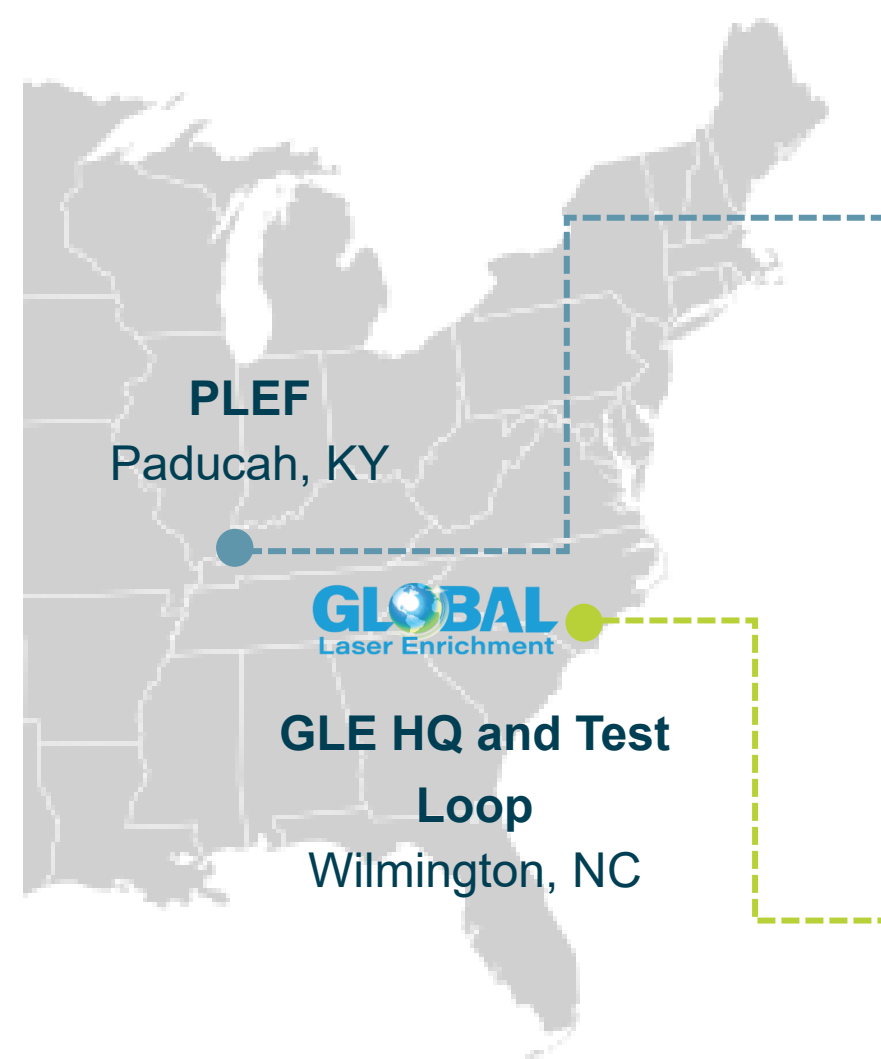 PLEF
Paducah, KY
GLOBAL
Laser Enrichment
GLE HQ and Test
Loop
Wilmington, NC